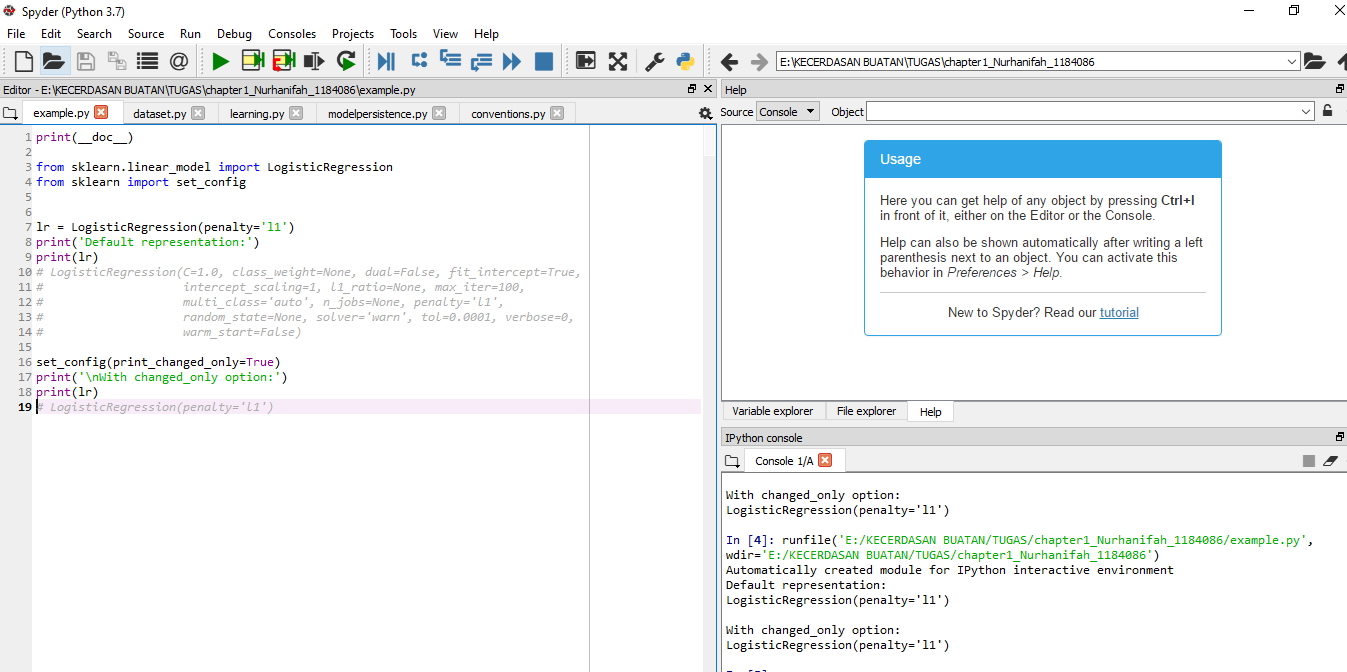 Spyder (Python 3.7)
File Edit Search Source Run Debug Consoles Projects Tools View Help
E:\KECERDASAN BUATAN\TUGAS\chapter1_Nurhanifah_1184086
Editor - E:\KECERDASAN BUATAN\TUGAS\chapter1_Nurhanifah_1184086\example.py
example.py dataset.py learning.py modelpersistence.py conventions.py
1 print(__doc__)
2
3 from sklearn.linear_model import LogisticRegression
4 from sklearn import set_config
5
6
7 lr = LogisticRegression(penalty='l1')
8 print('Default representation:')
9 print(lr)
10 # LogisticRegression(C=1.0, class_weight=None, dual=False, fit_intercept=True,
11 #                    intercept_scaling=1, l1_ratio=None, max_iter=100,
12 #                    multi_class='auto', n_jobs=None, penalty='l1',
13 #                    random_state=None, solver='warn', tol=0.0001, verbose=0,
14 #                    warm_start=False)
15
16 set_config(print_changed_only=True)
17 print('\nWith changed_only option:')
18 print(lr)
19 # LogisticRegression(penalty='l1')
Help
Source Console Object
Usage
Here you can get help of any object by pressing Ctrl+I
in front of it, either on the Editor or the Console.
Help can also be shown automatically after writing a left
parenthesis next to an object. You can activate this
behavior in Preferences > Help.
New to Spyder? Read our tutorial
Variable explorer File explorer Help
IPython console
Console 1/A
With changed_only option:
LogisticRegression(penalty='l1')
In [4]: runfile('E:/KECERDASAN BUATAN/TUGAS/chapter1_Nurhanifah_1184086/example.py',
wdir='E:/KECERDASAN BUATAN/TUGAS/chapter1_Nurhanifah_1184086')
Automatically created module for IPython interactive environment
Default representation:
LogisticRegression(penalty='l1')
With changed_only option:
LogisticRegression(penalty='l1')